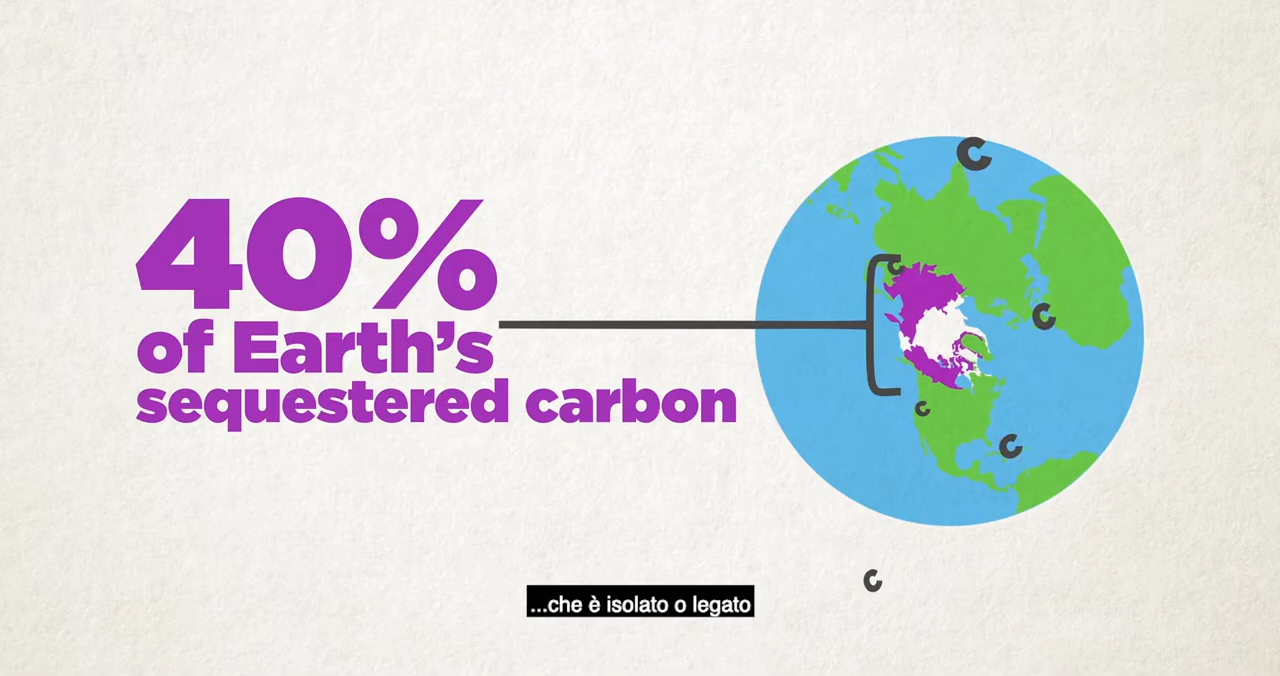 40%
of Earth's
sequestered carbon
C
C
C
C
C
C
...che è isolato o legato